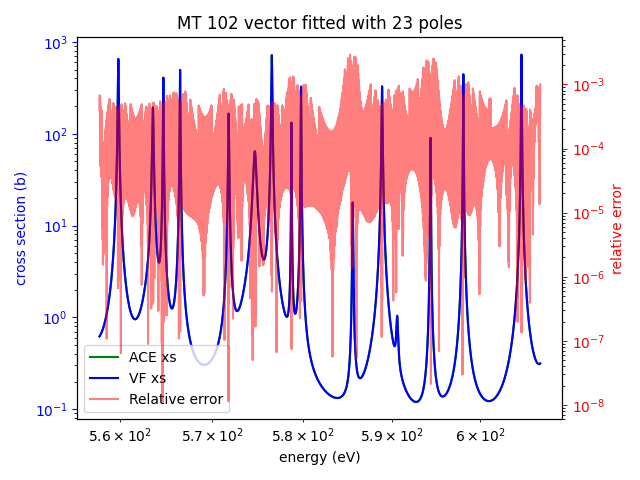 MT 102 vector fitted with 23 poles
10³
10²
10¹
10⁰
10⁻¹
cross section (b)
10⁻³
10⁻⁴
10⁻⁵
10⁻⁶
10⁻⁷
10⁻⁸
relative error
ACE xs
VF xs
Relative error
5.6 × 10² 5.7 × 10² 5.8 × 10² 5.9 × 10² 6 × 10²
energy (eV)